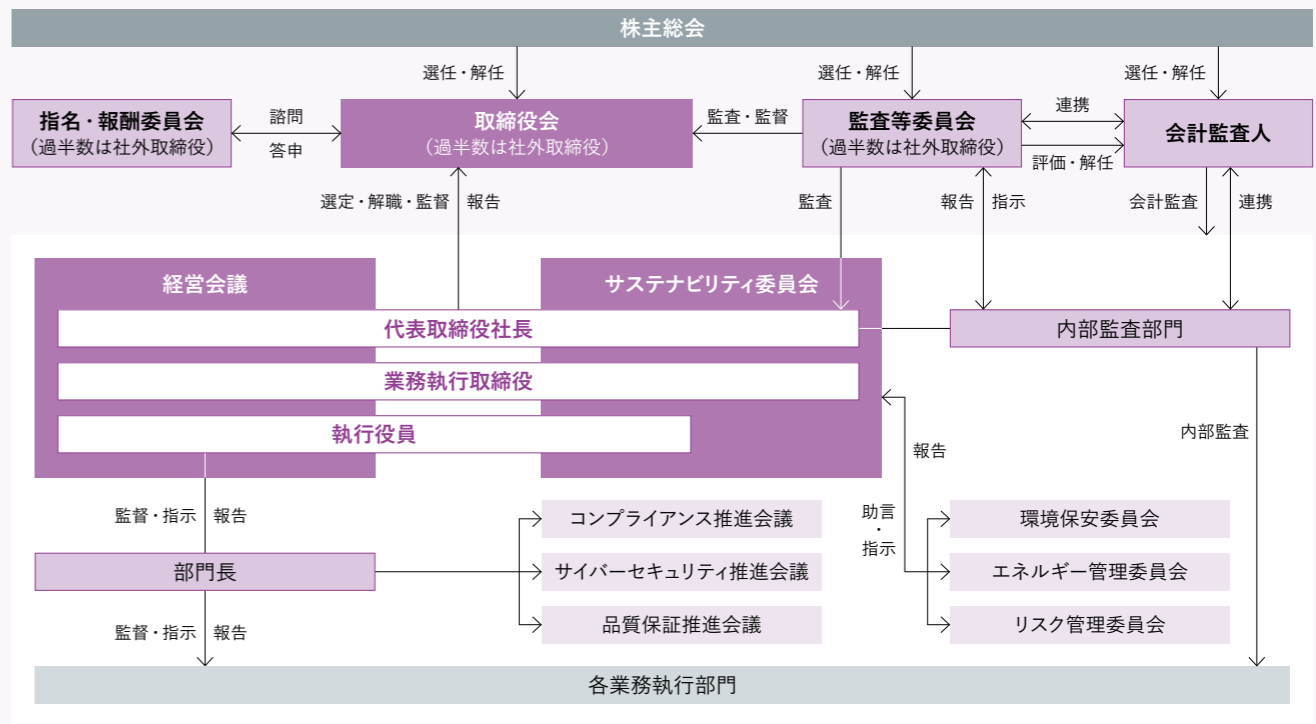 株主総会
選任・解任
選任・解任
選任・解任
指名・報酬委員会
(過半数は社外取締役)
諮問
答申
取締役会
(過半数は社外取締役)
監査・監督
監査等委員会
(過半数は社外取締役)
連携
評価・解任
会計監査人
選定・解職・監督
報告
監査
報告
指示
会計監査
連携
経営会議
サステナビリティ委員会
代表取締役社長
業務執行取締役
執行役員
内部監査部門
内部監査
報告
助言
・
指示
監督・指示
報告
部門長
コンプライアンス推進会議
サイバーセキュリティ推進会議
品質保証推進会議
環境保安委員会
エネルギー管理委員会
リスク管理委員会
監督・指示
報告
各業務執行部門